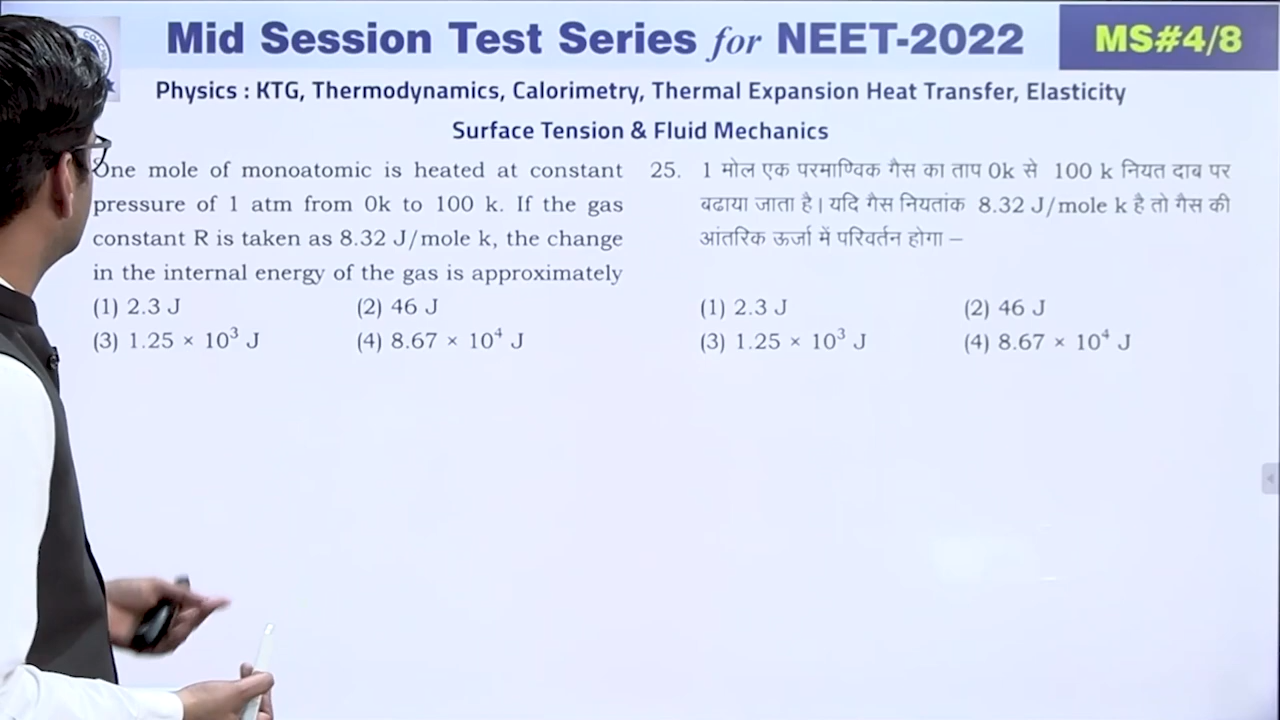 Mid Session Test Series for NEET-2022
MS#4/8
Physics : KTG, Thermodynamics, Calorimetry, Thermal Expansion Heat Transfer, Elasticity
Surface Tension & Fluid Mechanics
One mole of monoatomic is heated at constant
pressure of 1 atm from 0k to 100 k. If the gas
constant R is taken as 8.32 J/mole k, the change
in the internal energy of the gas is approximately
(1) 2.3 J (2) 46 J
(3) 1.25 × 10³ J (4) 8.67 × 10⁴ J
25. 1 मोल एक परमाण्विक गैस का ताप 0k से 100 k नियत दाब पर
बढाया जाता है। यदि गैस नियतांक 8.32 J/mole k है तो गैस की
आंतरिक ऊर्जा में परिवर्तन होगा –
(1) 2.3 J (2) 46 J
(3) 1.25 × 10³ J (4) 8.67 × 10⁴ J